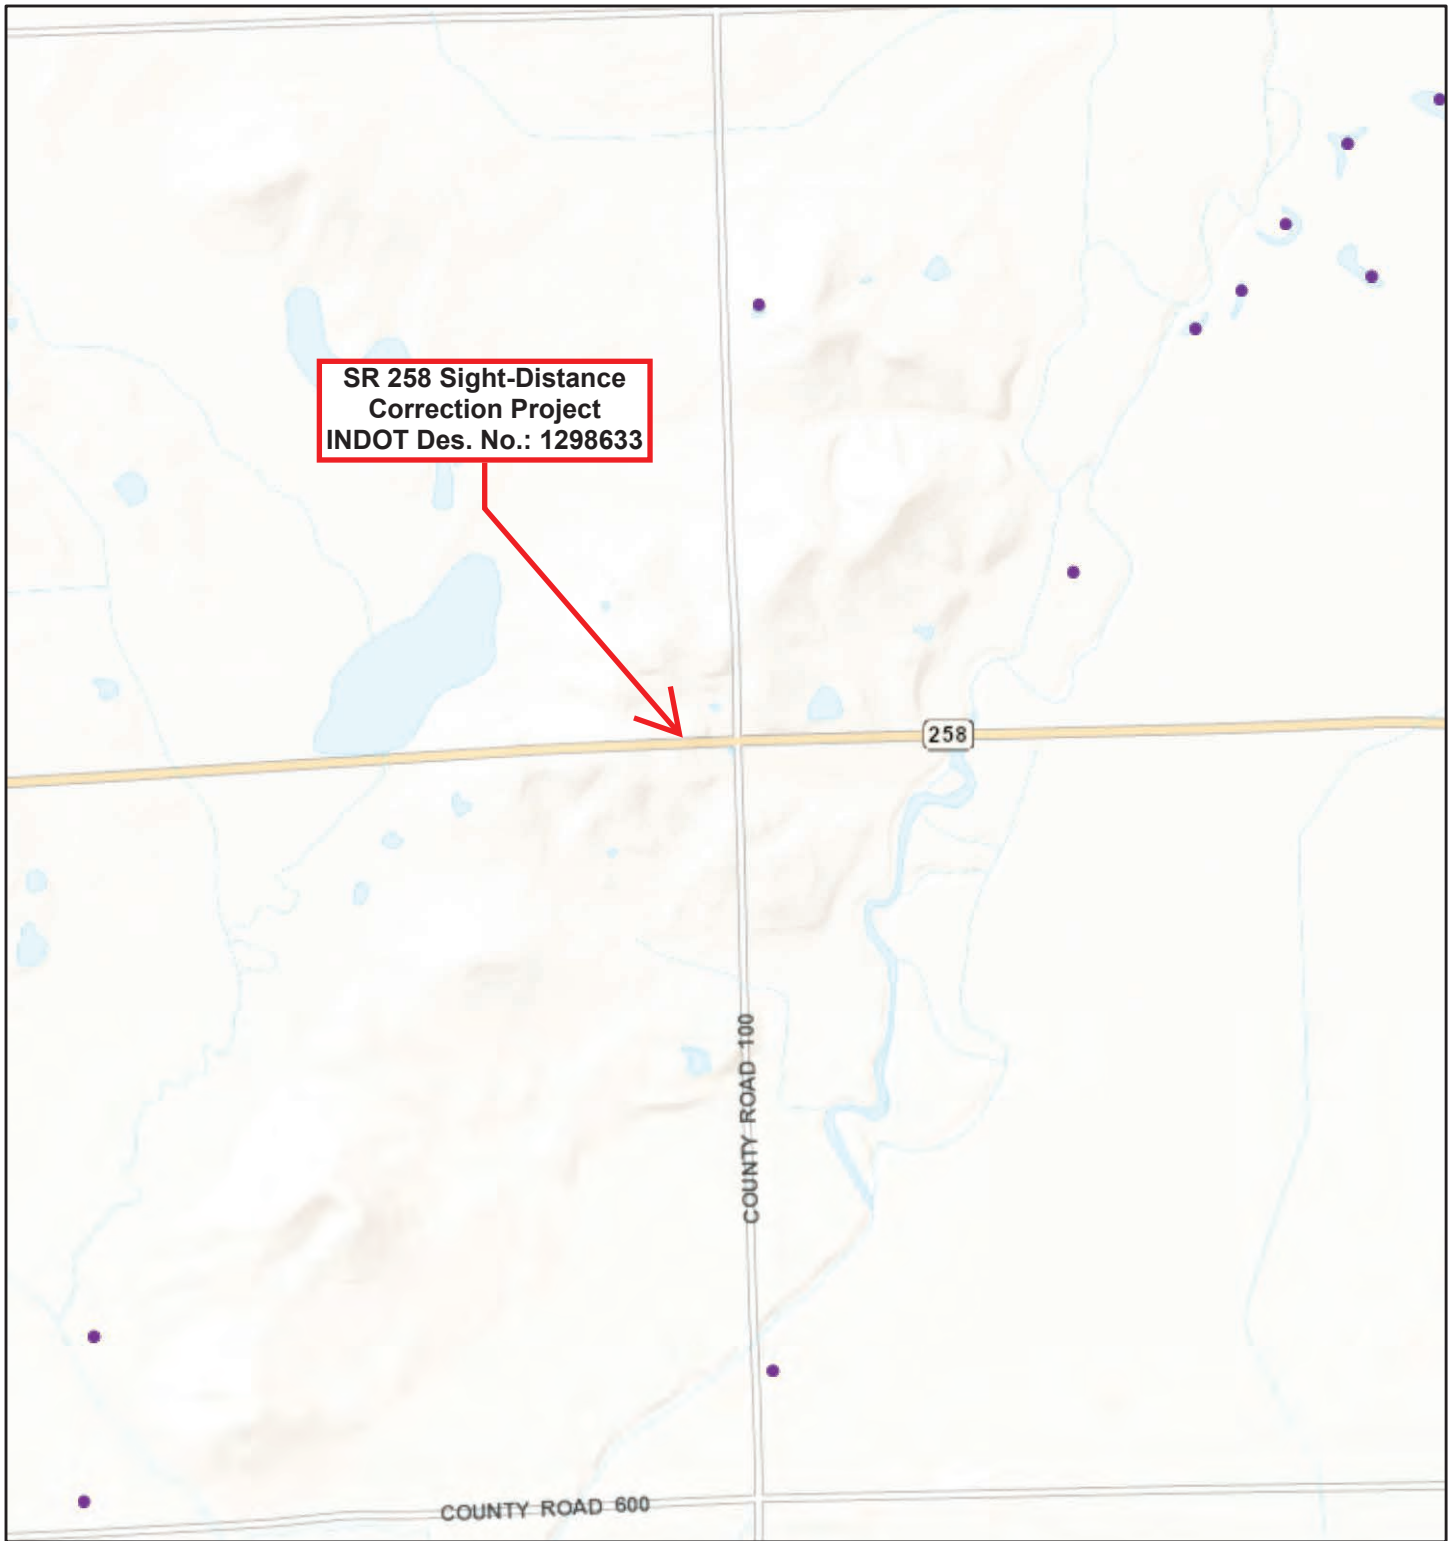 SR 258 Sight-Distance
Correction Project
INDOT Des. No.: 1298633
258
COUNTY ROAD 100
COUNTY ROAD 600